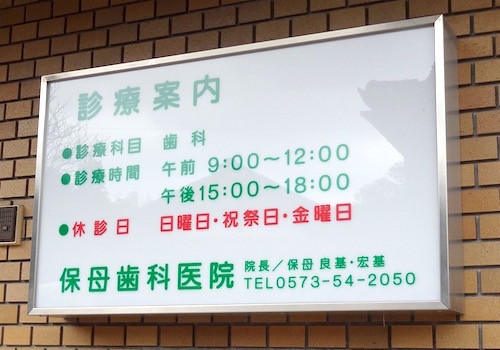 診療案内
●診療科目 歯科
●診療時間 午前 9:00〜12:00
午後15:00〜18:00
●休診日 日曜日・祝祭日・金曜日
保母歯科医院 院長／保母 良基・宏基
TEL0573-54-2050